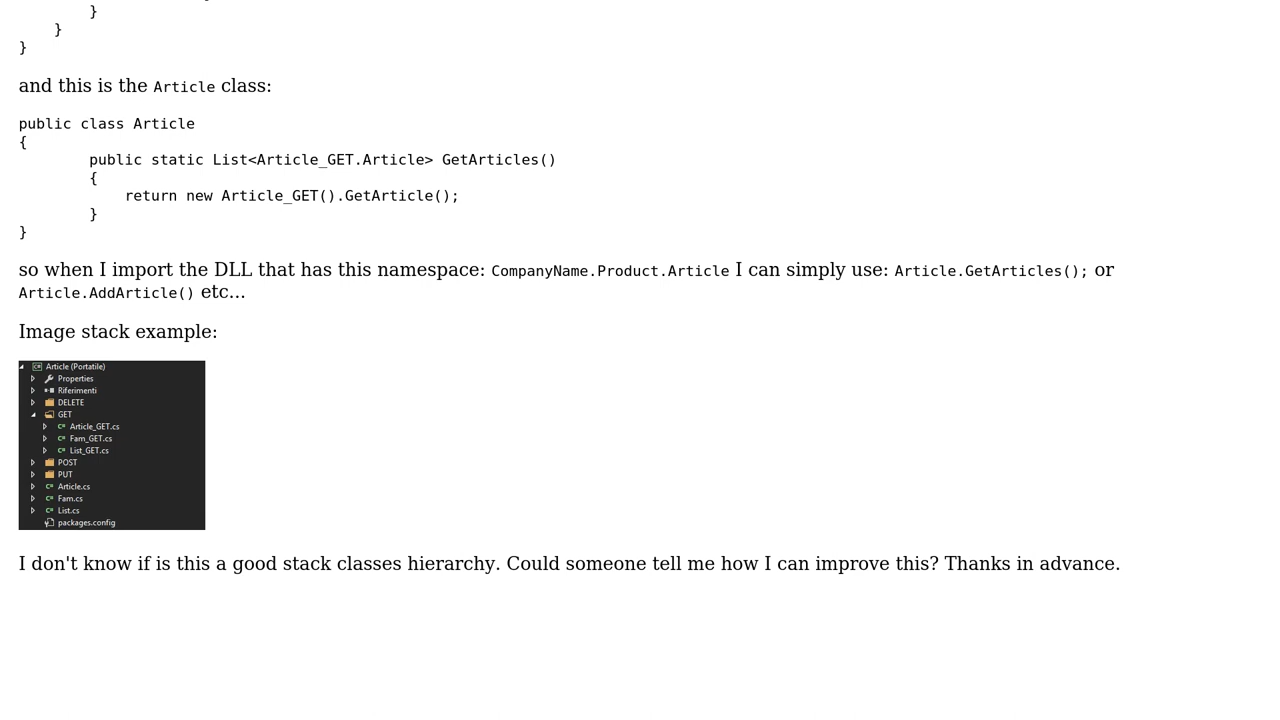 }
}
}
and this is the Article class:
public class Article
{
public static List<Article_GET.Article> GetArticles()
{
return new Article_GET().GetArticle();
}
}
so when I import the DLL that has this namespace: CompanyName.Product.Article I can simply use: Article.GetArticles(); or
Article.AddArticle() etc...
Image stack example:
Article (Portatile)
Properties
Riferimenti
DELETE
GET
Article_GET.cs
Fam_GET.cs
List_GET.cs
POST
PUT
Article.cs
Fam.cs
List.cs
packages.config
I don't know if is this a good stack classes hierarchy. Could someone tell me how I can improve this? Thanks in advance.